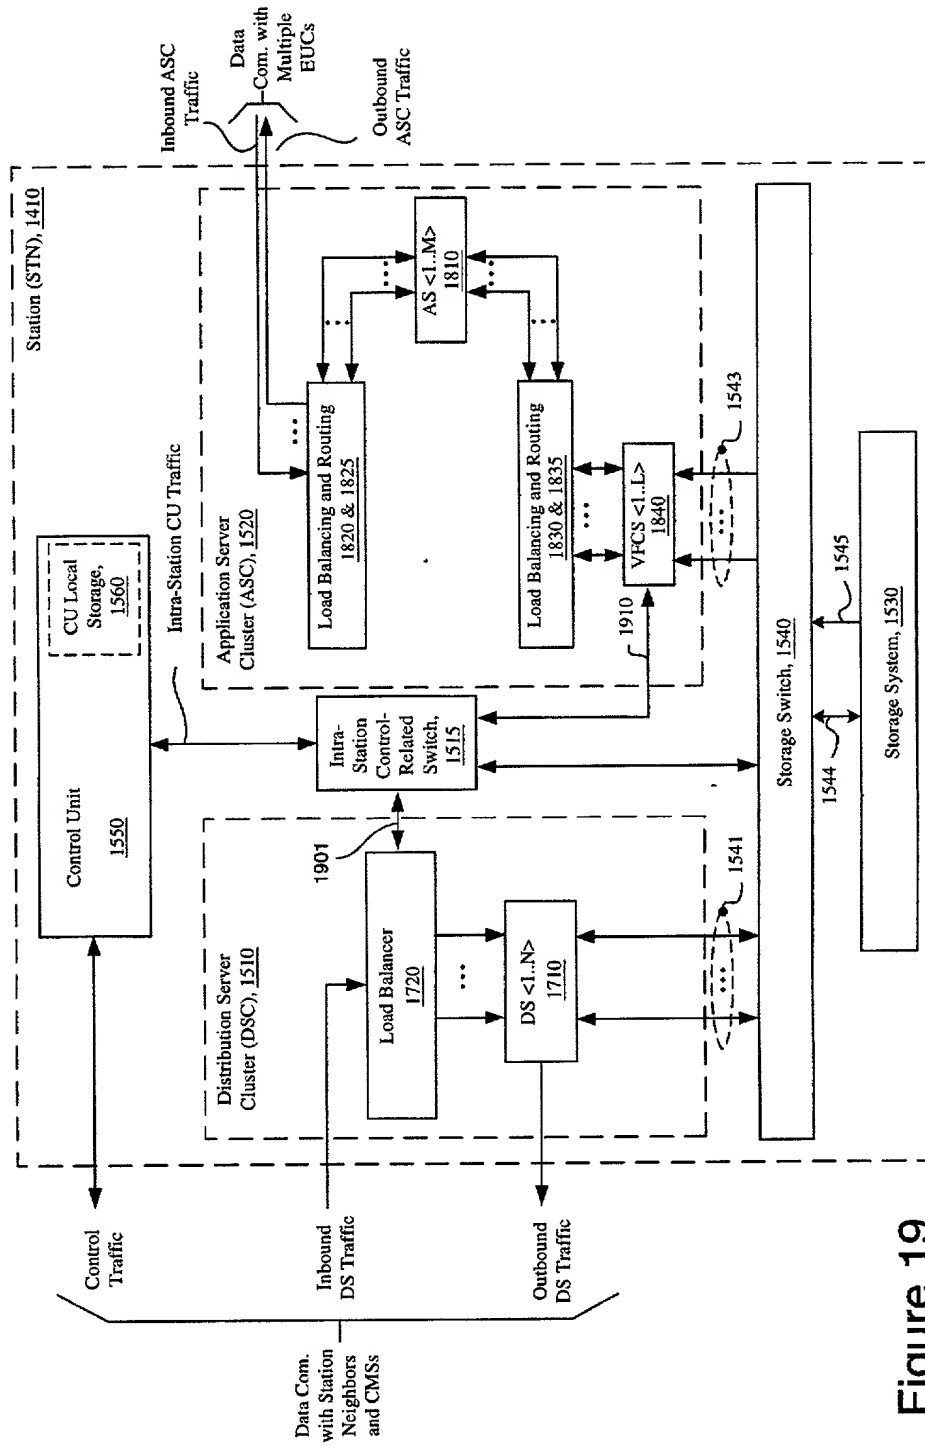 Station (STN), 1410
Control
Traffic
Control Unit
1550
CU Local
Storage,
1560
Intra-Station CU Traffic
Inbound ASC
Traffic
Data
Com. with
Multiple
EUCs
Outbound
ASC Traffic
Data Com.
with Station
Neighbors
and CMSs
Inbound
DS Traffic
Outbound
DS Traffic
Distribution Server
Cluster (DSC), 1510
Load Balancer
1720
DS <1..N>
1710
1901
Intra-
Station
Control-
Related
Switch,
1515
Application Server
Cluster (ASC), 1520
Load Balancing and Routing
1820 & 1825
AS <1..M>
1810
Load Balancing and Routing
1830 & 1835
VFCS <1..L>
1840
1910
1541
1543
Storage Switch, 1540
1544
1545
Storage System, 1530
Figure 19